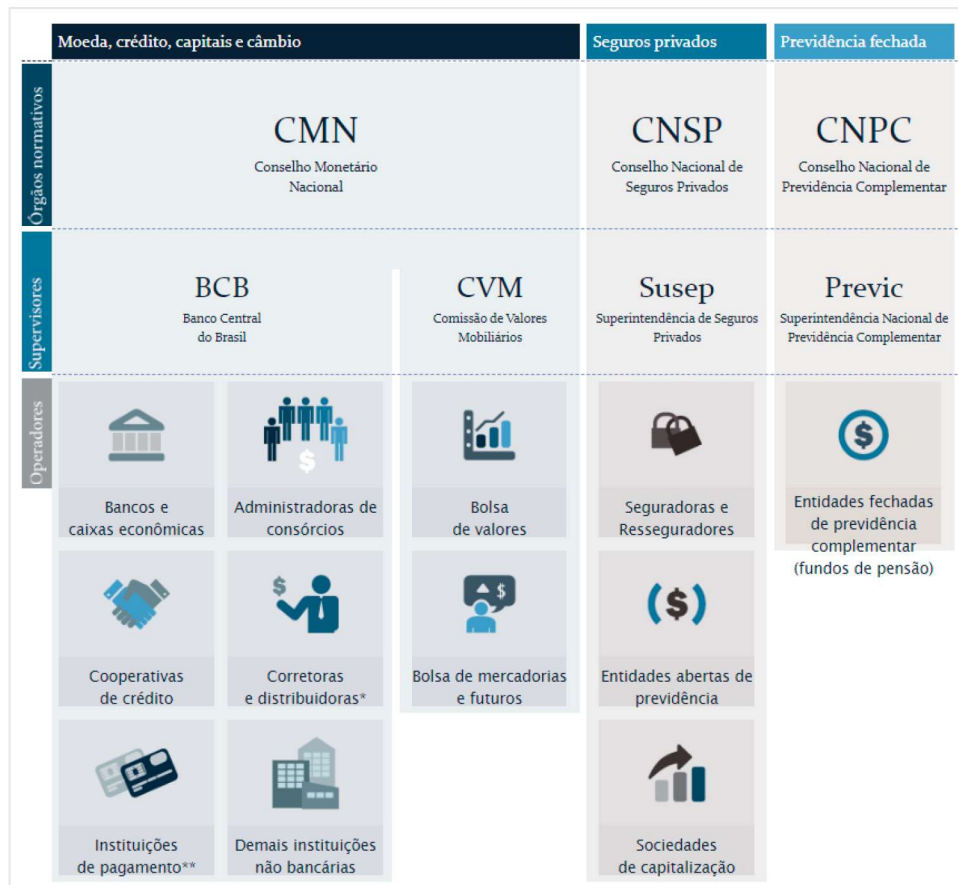 Moeda, crédito, capitais e câmbio
Seguros privados
Previdência fechada
Órgãos normativos
CMN
Conselho Monetário
Nacional
CNSP
Conselho Nacional de
Seguros Privados
CNPC
Conselho Nacional de
Previdência Complementar
Supervisores
BCB
Banco Central
do Brasil
CVM
Comissão de Valores
Mobiliários
Susep
Superintendência de Seguros
Privados
Previc
Superintendência Nacional de
Previdência Complementar
Operadores
Bancos e
caixas econômicas
Administradoras de
consórcios
Bolsa
de valores
Seguradoras e
Resseguradores
Entidades fechadas
de previdência
complementar
(fundos de pensão)
Cooperativas
de crédito
Corretoras
e distribuidoras*
Bolsa de mercadorias
e futuros
Entidades abertas de
previdência
Instituições
de pagamento**
Demais instituições
não bancárias
Sociedades
de capitalização